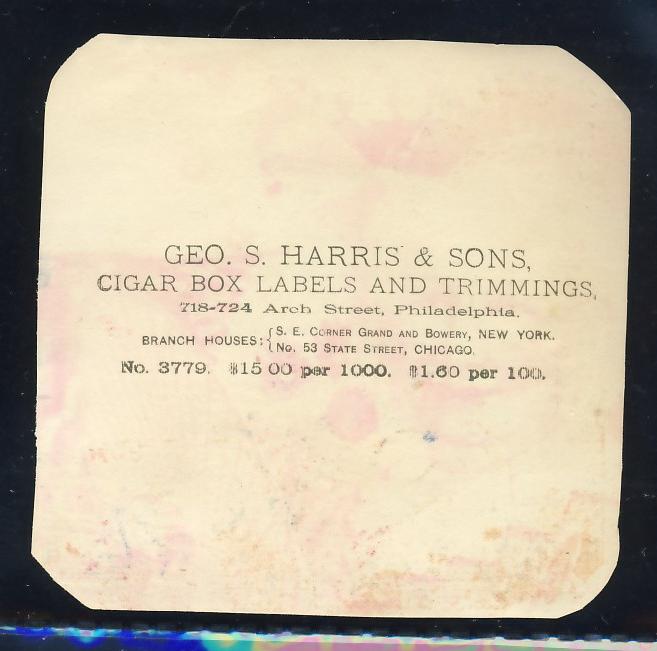 GEO. S. HARRIS & SONS,
CIGAR BOX LABELS AND TRIMMINGS,
718-724 Arch Street, Philadelphia.
BRANCH HOUSES: { S. E. CORNER GRAND AND BOWERY, NEW YORK.
No. 53 STATE STREET, CHICAGO.
No. 3779. $15 00 per 1000. $1.60 per 100.